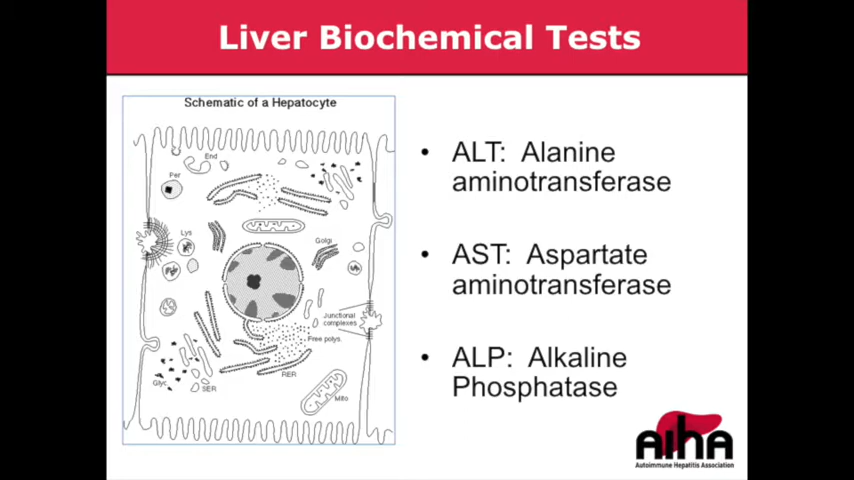 Liver Biochemical Tests
Schematic of a Hepatocyte
End
Per
Lys
Golgi
Junctional
complexes
Free polys.
RER
Glyc
SER
Mito
• ALT: Alanine
aminotransferase
• AST: Aspartate
aminotransferase
• ALP: Alkaline
Phosphatase
AIHA
Autoimmune Hepatitis Association